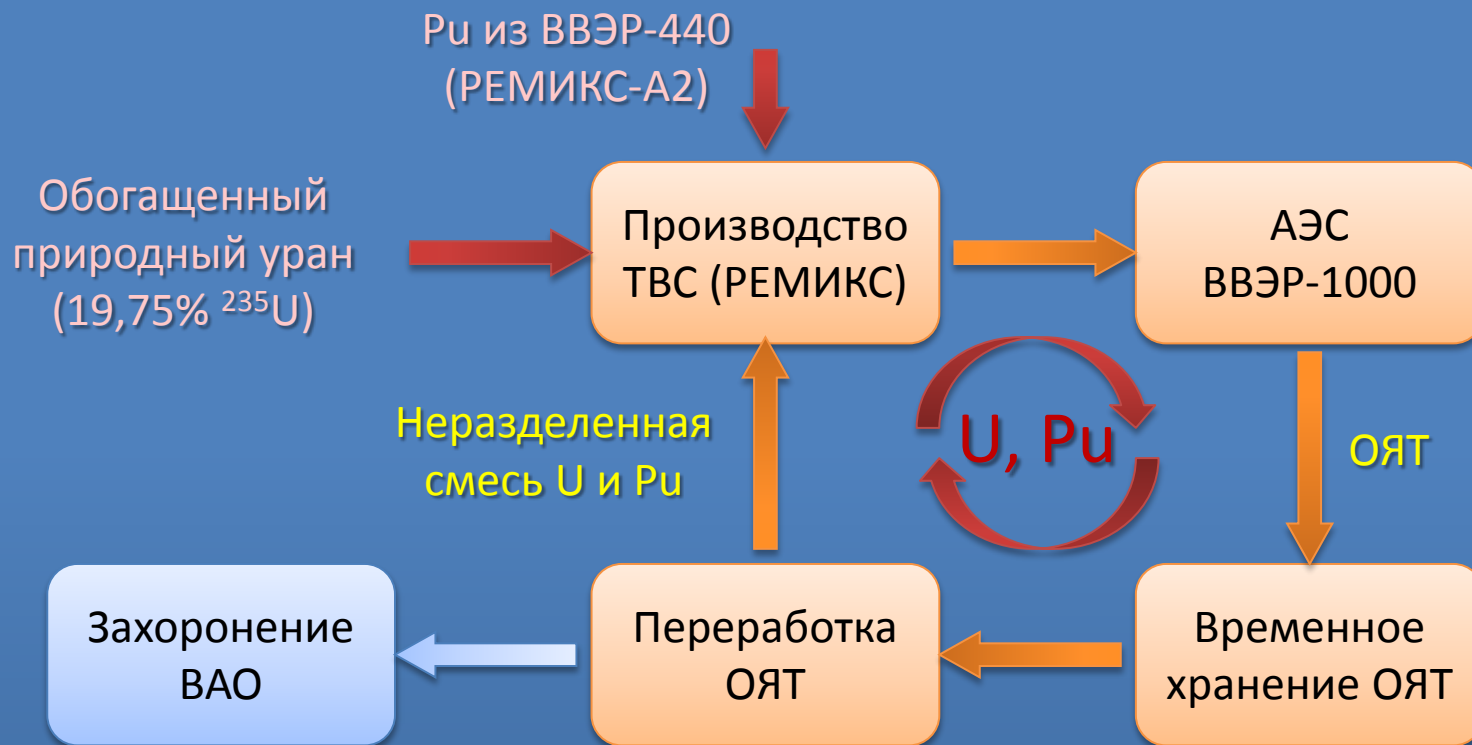 Pu из ВВЭР-440
(РЕМИКС-А2)
Обогащенный
природный уран
(19,75% ²³⁵U)
Производство
ТВС (РЕМИКС)
АЭС
ВВЭР-1000
Неразделенная
смесь U и Pu
U, Pu
ОЯТ
Захоронение
ВАО
Переработка
ОЯТ
Временное
хранение ОЯТ